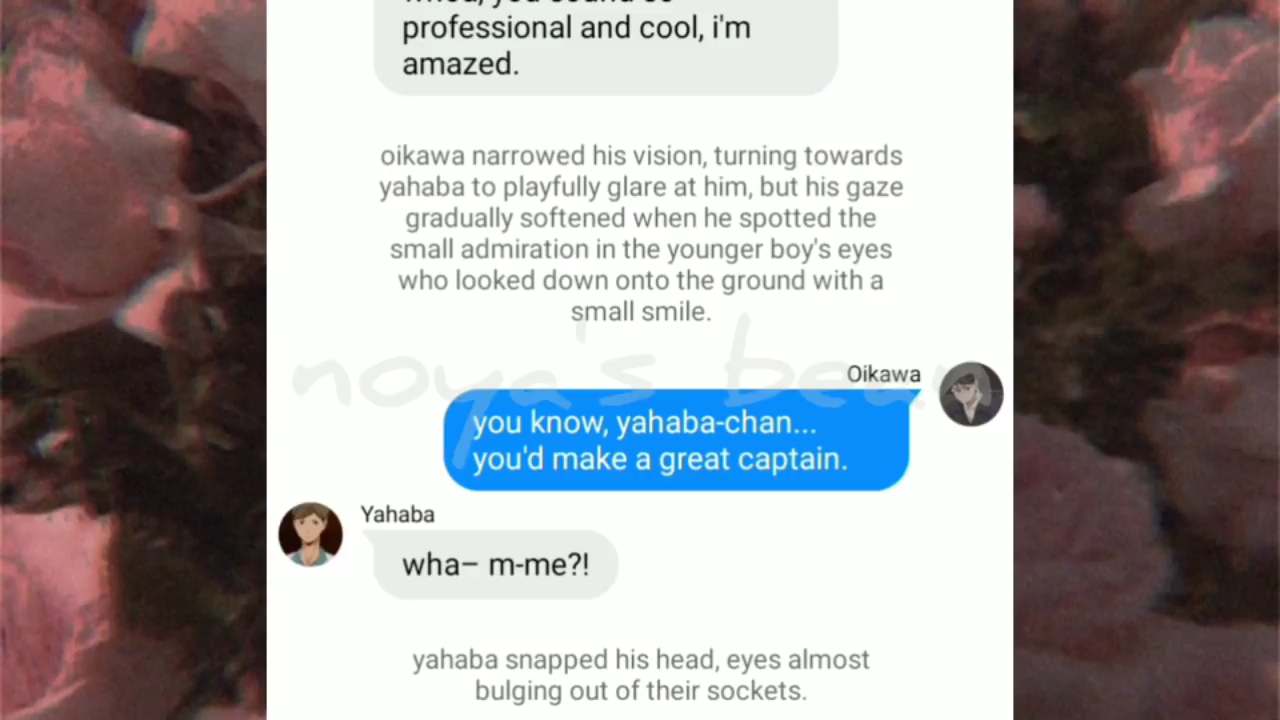 professional and cool, i'm
amazed.
oikawa narrowed his vision, turning towards
yahaba to playfully glare at him, but his gaze
gradually softened when he spotted the
small admiration in the younger boy's eyes
who looked down onto the ground with a
small smile.
noya's bean
Oikawa
you know, yahaba-chan...
you'd make a great captain.
Yahaba
wha– m-me?!
yahaba snapped his head, eyes almost
bulging out of their sockets.